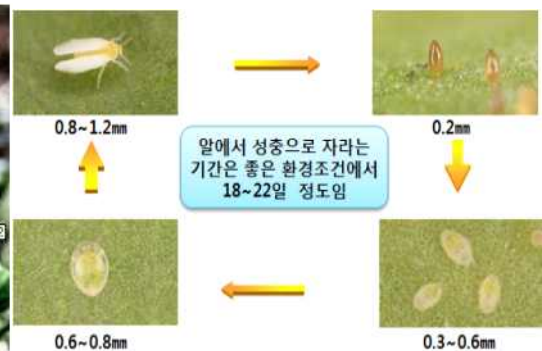 0.8~1.2㎜
0.2㎜
알에서 성충으로 자라는
기간은 좋은 환경조건에서
18~22일 정도임
0.6~0.8㎜
0.3~0.6㎜